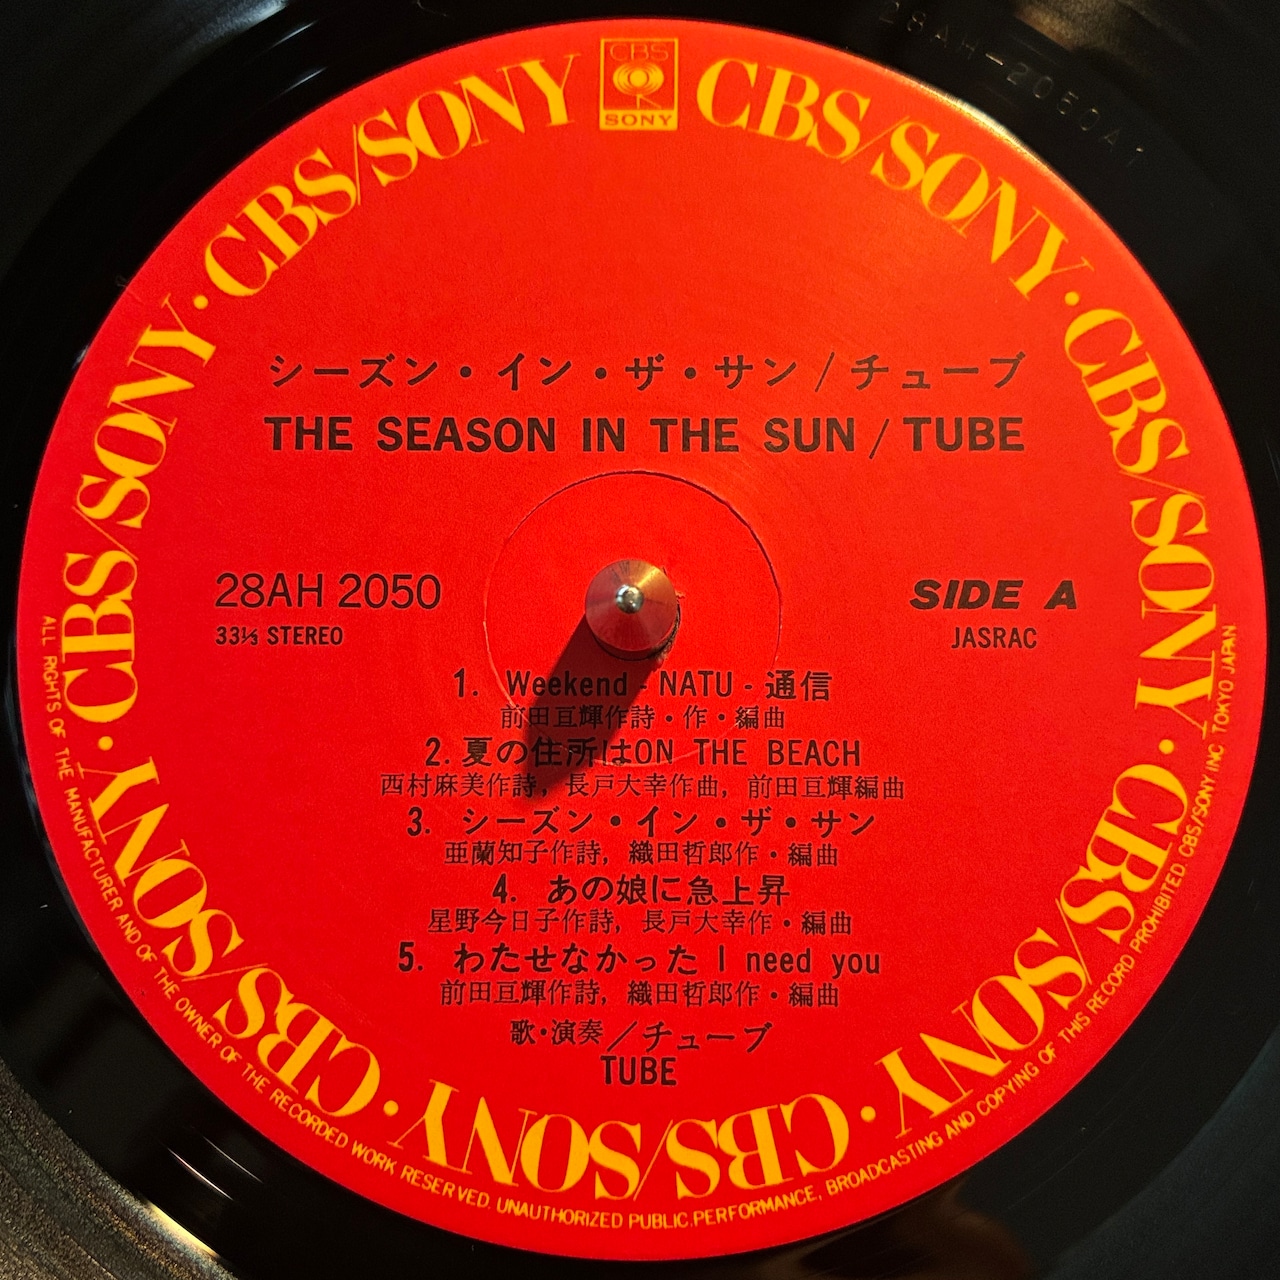 CBS
SONY
CBS/SONY · CBS/SONY · CBS/SONY · CBS/SONY · CBS/SONY · CBS/SONY · CBS/SONY · CBS/SONY
28AH-2050A1
シーズン・イン・ザ・サン/チューブ
THE SEASON IN THE SUN / TUBE
28AH 2050
33⅓ STEREO
SIDE A
JASRAC
1. Weekend - NATU - 通信
前田亘輝作詩・作・編曲
2. 夏の住所はON THE BEACH
西村麻美作詩, 長戸大幸作曲, 前田亘輝編曲
3. シーズン・イン・ザ・サン
亜蘭知子作詩, 織田哲郎作・編曲
4. あの娘に急上昇
星野今日子作詩, 長戸大幸作・編曲
5. わたせなかった I need you
前田亘輝作詩, 織田哲郎作・編曲
歌・演奏/チューブ
TUBE
ALL RIGHTS OF THE MANUFACTURER AND OF THE OWNER OF THE RECORDED WORK RESERVED. UNAUTHORIZED PUBLIC PERFORMANCE, BROADCASTING AND COPYING OF THIS RECORD PROHIBITED. CBS/SONY INC. TOKYO JAPAN